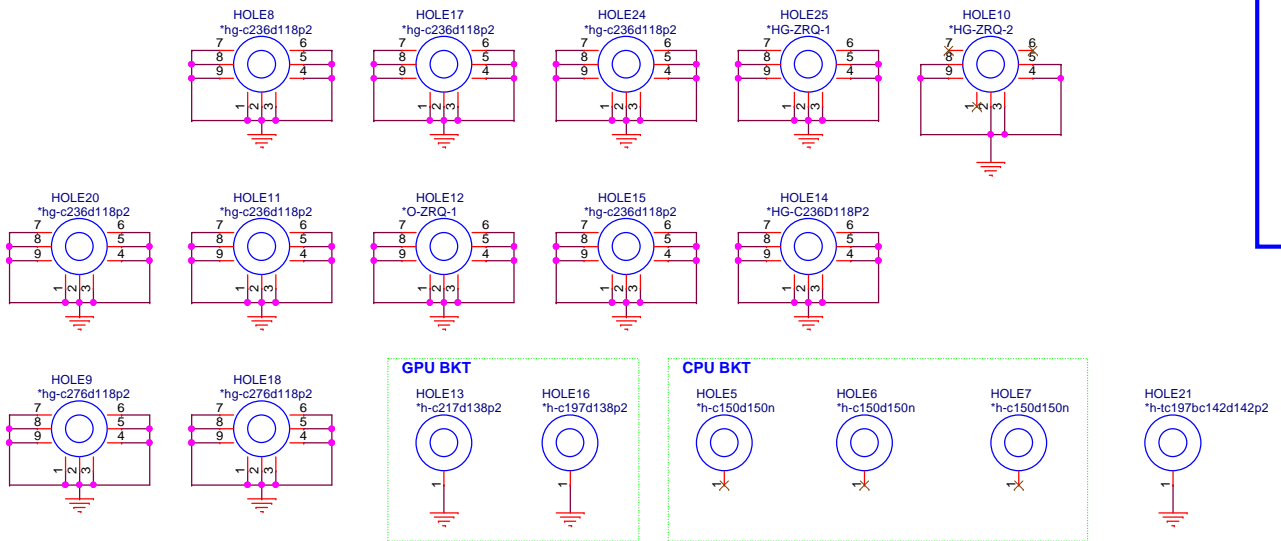 HOLE8
*hg-c236d118p2
7 6
8 5
9 4
1 2 3
HOLE17
*hg-c236d118p2
7 6
8 5
9 4
1 2 3
HOLE24
*hg-c236d118p2
7 6
8 5
9 4
1 2 3
HOLE25
*HG-ZRQ-1
7 6
8 5
9 4
1 2 3
HOLE10
*HG-ZRQ-2
7 6
8 5
9 4
1 2 3
HOLE20
*hg-c236d118p2
7 6
8 5
9 4
1 2 3
HOLE11
*hg-c236d118p2
7 6
8 5
9 4
1 2 3
HOLE12
*O-ZRQ-1
7 6
8 5
9 4
1 2 3
HOLE15
*hg-c236d118p2
7 6
8 5
9 4
1 2 3
HOLE14
*HG-C236D118P2
7 6
8 5
9 4
1 2 3
HOLE9
*hg-c276d118p2
7 6
8 5
9 4
1 2 3
HOLE18
*hg-c276d118p2
7 6
8 5
9 4
1 2 3
GPU BKT
HOLE13
*h-c217d138p2
1
HOLE16
*h-c197d138p2
1
CPU BKT
HOLE5
*h-c150d150n
1
HOLE6
*h-c150d150n
1
HOLE7
*h-c150d150n
1
HOLE21
*h-tc197bc142d142p2
1